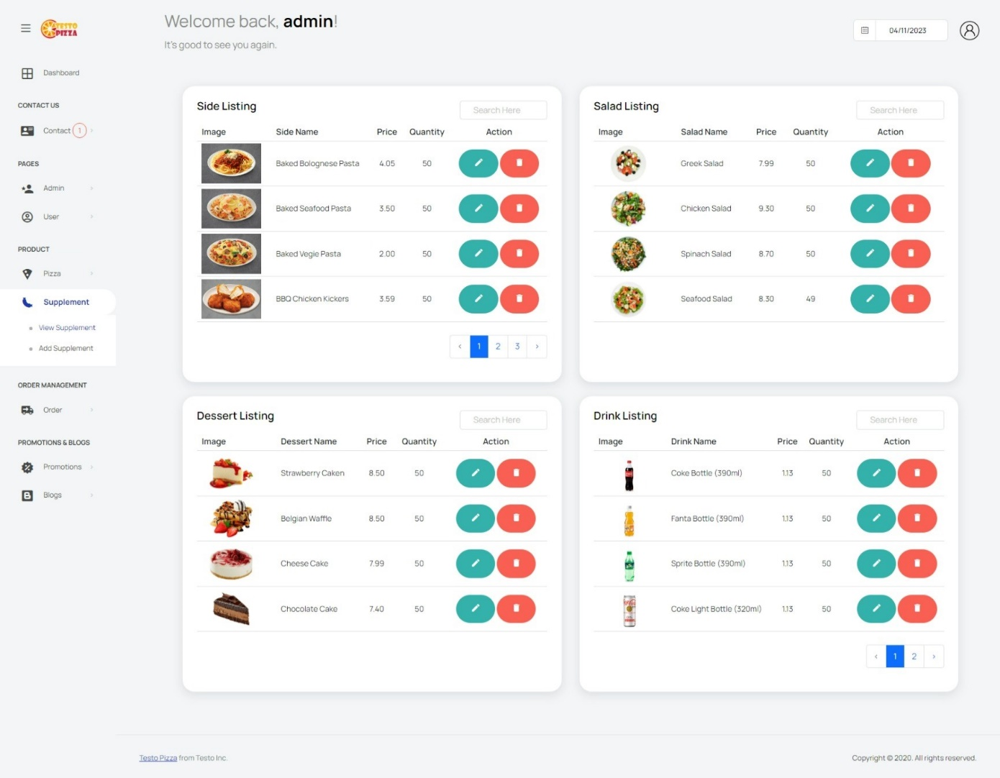 TESTO
PIZZA
Welcome back, admin!
It's good to see you again.
04/11/2023
Dashboard
CONTACT US
Contact 1
PAGES
Admin
User
PRODUCT
Pizza
Supplement
View Supplement
Add Supplement
ORDER MANAGEMENT
Order
PROMOTIONS & BLOGS
Promotions
Blogs
Side Listing
Search Here
Image Side Name Price Quantity Action
Baked Bolognese Pasta 4.05 50
Baked Seafood Pasta 3.50 50
Baked Vegie Pasta 2.00 50
BBQ Chicken Kickers 3.59 50
‹ 1 2 3 ›
Salad Listing
Search Here
Image Salad Name Price Quantity Action
Greek Salad 7.99 50
Chicken Salad 9.30 50
Spinach Salad 8.70 50
Seafood Salad 8.30 49
Dessert Listing
Search Here
Image Dessert Name Price Quantity Action
Strawberry Caken 8.50 50
Belgian Waffle 8.50 50
Cheese Cake 7.99 50
Chocolate Cake 7.40 50
Drink Listing
Search Here
Image Drink Name Price Quantity Action
Coke Bottle (390ml) 1.13 50
Fanta Bottle (390ml) 1.13 50
Sprite Bottle (390ml) 1.13 50
Coke Light Bottle (320ml) 1.13 50
‹ 1 2 ›
Testo Pizza from Testo Inc.
Copyright © 2020. All rights reserved.